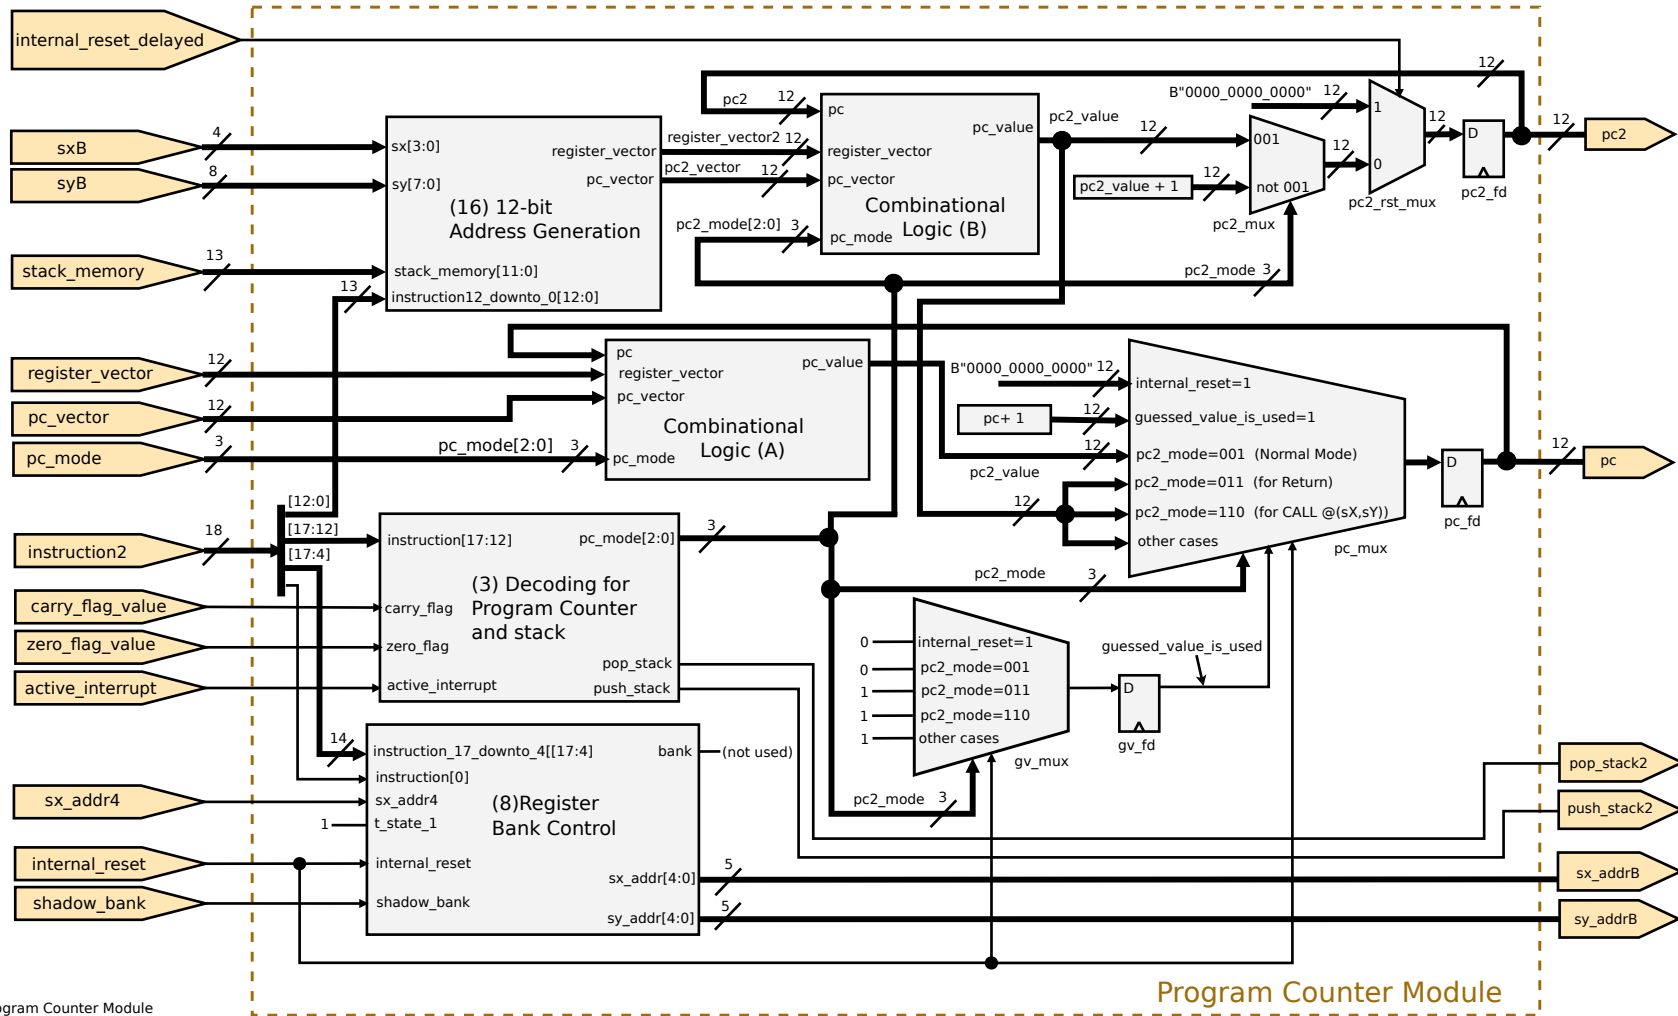 internal_reset_delayed
12
pc2
12
B"0000_0000_0000"
12
1
12
0
D
pc2_fd
pc2_rst_mux
12
pc2
sxB
4
syB
8
sx[3:0]
sy[7:0]
register_vector
pc_vector
(16) 12-bit
Address Generation
stack_memory[11:0]
instruction12_downto_0[12:0]
stack_memory
13
13
register_vector2
12
pc2_vector
12
pc
pc_value
register_vector
pc_vector
Combinational
Logic (B)
pc_mode
pc2_mode[2:0]
3
pc2_value
12
001
not 001
12
pc2_value + 1
12
pc2_mux
pc2_mode
3
register_vector
12
pc_vector
12
pc_mode
3
pc_mode[2:0]
3
pc
pc_value
register_vector
pc_vector
Combinational
Logic (A)
pc_mode
B"0000_0000_0000"
12
pc+ 1
12
12
pc2_value
12
internal_reset=1
guessed_value_is_used=1
pc2_mode=001 (Normal Mode)
pc2_mode=011 (for Return)
pc2_mode=110 (for CALL @(sX,sY))
other cases
pc_mux
D
pc_fd
12
pc
instruction2
18
[12:0]
[17:12]
[17:4]
carry_flag_value
zero_flag_value
active_interrupt
instruction[17:12]
pc_mode[2:0]
3
(3) Decoding for
Program Counter
and stack
carry_flag
zero_flag
active_interrupt
pop_stack
push_stack
pc2_mode
3
0
internal_reset=1
0
pc2_mode=001
1
pc2_mode=011
1
pc2_mode=110
1
other cases
gv_mux
pc2_mode
3
guessed_value_is_used
D
gv_fd
14
instruction_17_downto_4[[17:4]
bank
(not used)
instruction[0]
sx_addr4
sx_addr4
1
t_state_1
(8)Register
Bank Control
internal_reset
internal_reset
shadow_bank
shadow_bank
sx_addr[4:0]
5
sy_addr[4:0]
5
pop_stack2
push_stack2
sx_addrB
sy_addrB
Program Counter Module
ogram Counter Module